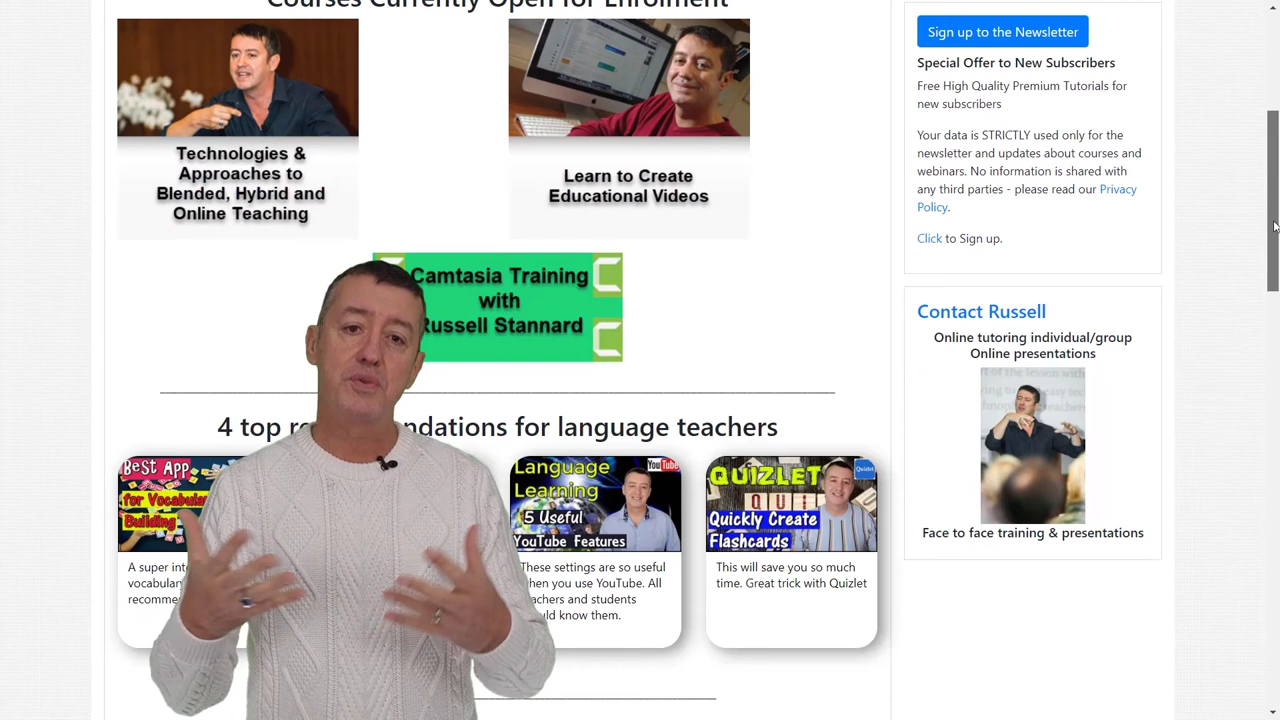 Courses Currently Open for Enrolment
Technologies &
Approaches to
Blended, Hybrid and
Online Teaching
Learn to Create
Educational Videos
Camtasia Training
with
Russell Stannard
4 top re ndations for language teachers
Best App
for Vocabula
Building
A super int
vocabular
recomme
Language
Learning
YouTube
5 Useful
YouTube Features
These settings are so useful
hen you use YouTube. All
achers and students
uld know them.
QUIZLET
Quizlet
QUI
Quickly Create
Flashcards
This will save you so much
time. Great trick with Quizlet
Sign up to the Newsletter
Special Offer to New Subscribers
Free High Quality Premium Tutorials for
new subscribers
Your data is STRICTLY used only for the
newsletter and updates about courses and
webinars. No information is shared with
any third parties - please read our Privacy
Policy.
Click to Sign up.
Contact Russell
Online tutoring individual/group
Online presentations
Face to face training & presentations